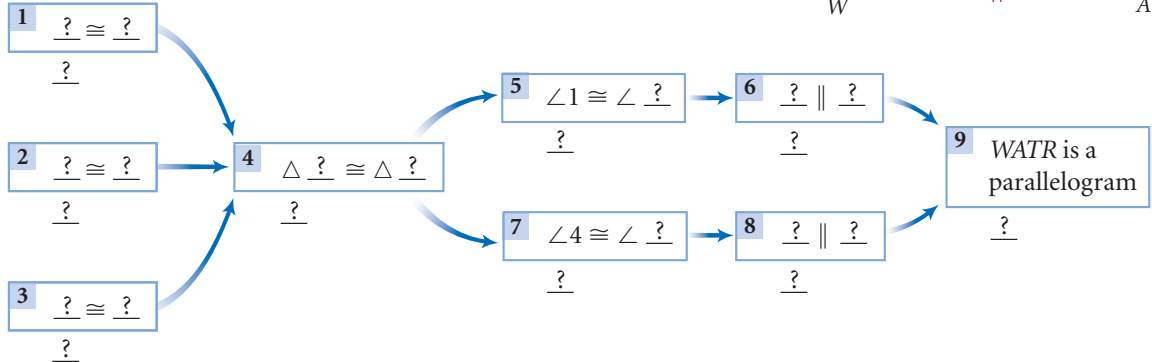 W A
1 ? ≅ ?
?
2 ? ≅ ?
?
3 ? ≅ ?
?
4 △ ? ≅ △ ?
?
5 ∠1 ≅ ∠ ?
?
6 ? ∥ ?
?
7 ∠4 ≅ ∠ ?
?
8 ? ∥ ?
?
9 WATR is a
parallelogram
?